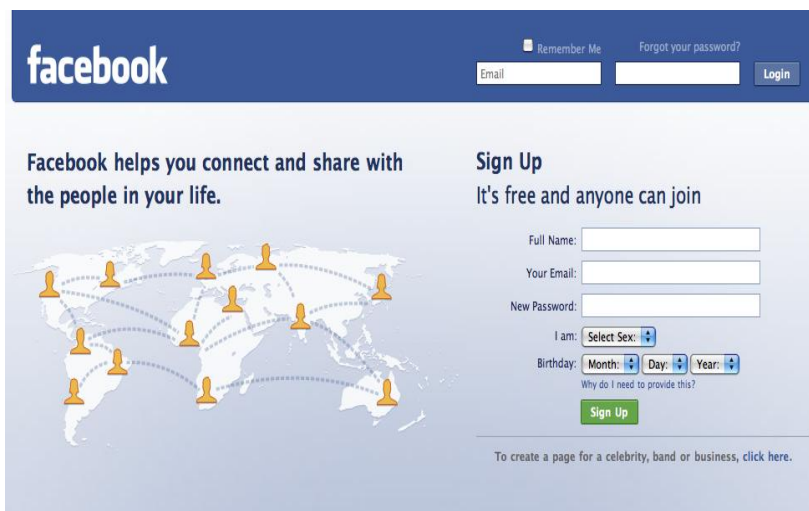 facebook
Remember Me
Forgot your password?
Email
Login
Facebook helps you connect and share with
the people in your life.
Sign Up
It's free and anyone can join
Full Name:
Your Email:
New Password:
I am: Select Sex:
Birthday: Month: Day: Year:
Why do I need to provide this?
Sign Up
To create a page for a celebrity, band or business, click here.